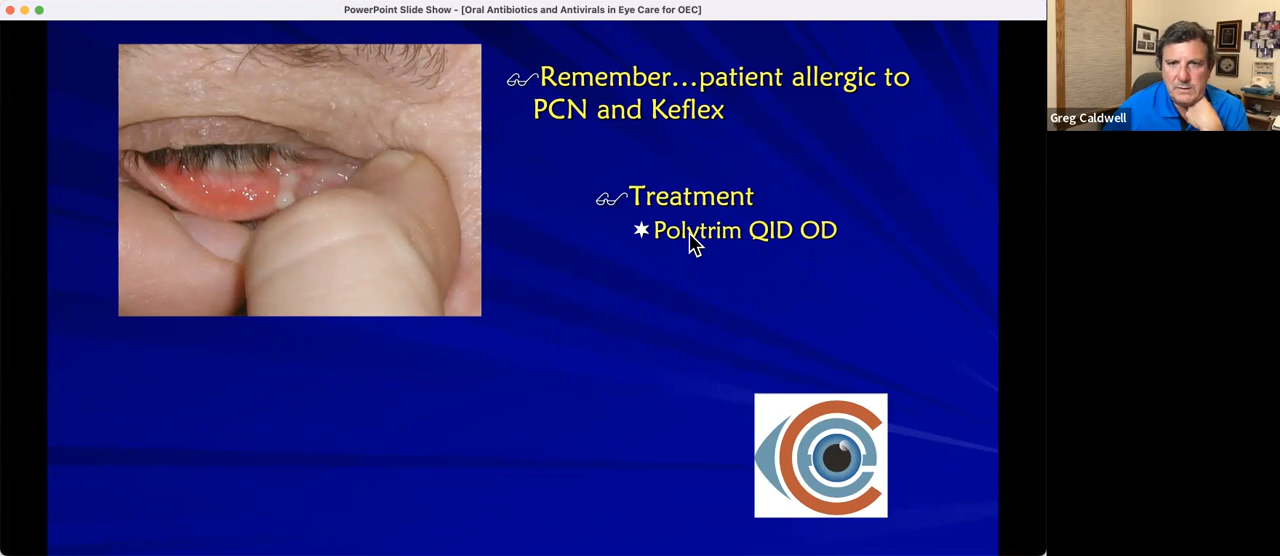 PowerPoint Slide Show - [Oral Antibiotics and Antivirals in Eye Care for OEC]
Remember...patient allergic to
PCN and Keflex
Treatment
Polytrim QID OD
Greg Caldwell